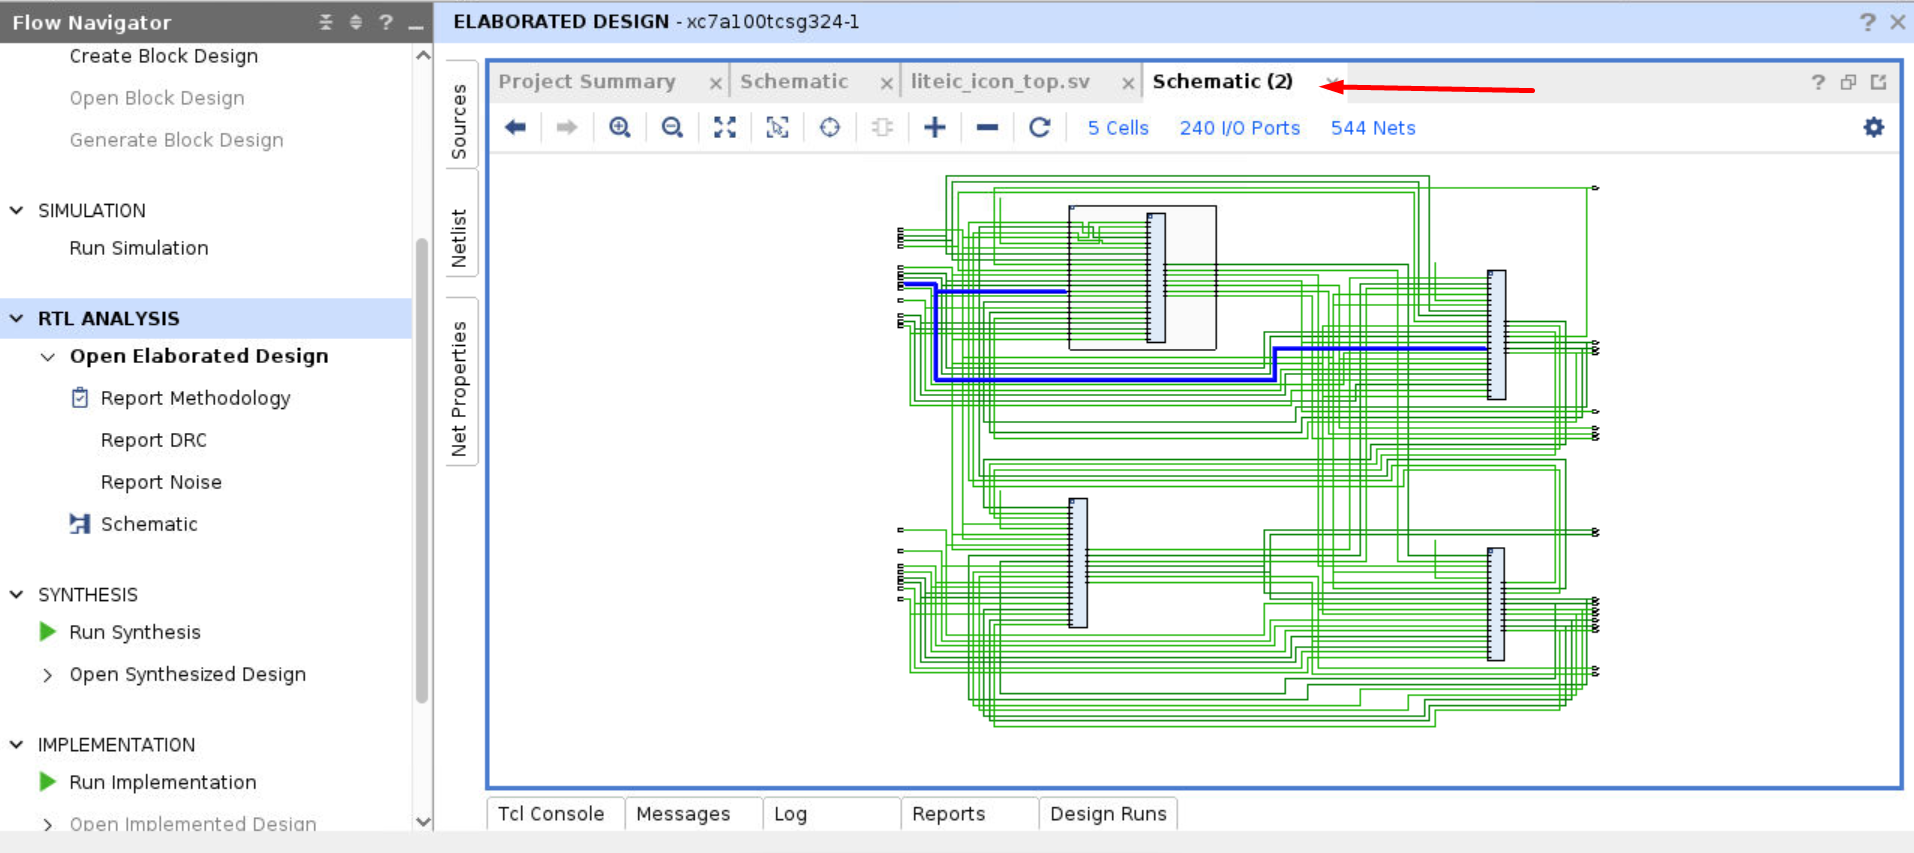 Flow Navigator
?
Create Block Design
Open Block Design
Generate Block Design
SIMULATION
Run Simulation
RTL ANALYSIS
Open Elaborated Design
Report Methodology
Report DRC
Report Noise
Schematic
SYNTHESIS
Run Synthesis
Open Synthesized Design
IMPLEMENTATION
Run Implementation
Open Implemented Design
ELABORATED DESIGN - xc7a100tcsg324-1
?
Sources
Netlist
Net Properties
Project Summary
Schematic
liteic_icon_top.sv
Schematic (2)
?
5 Cells
240 I/O Ports
544 Nets
Tcl Console
Messages
Log
Reports
Design Runs